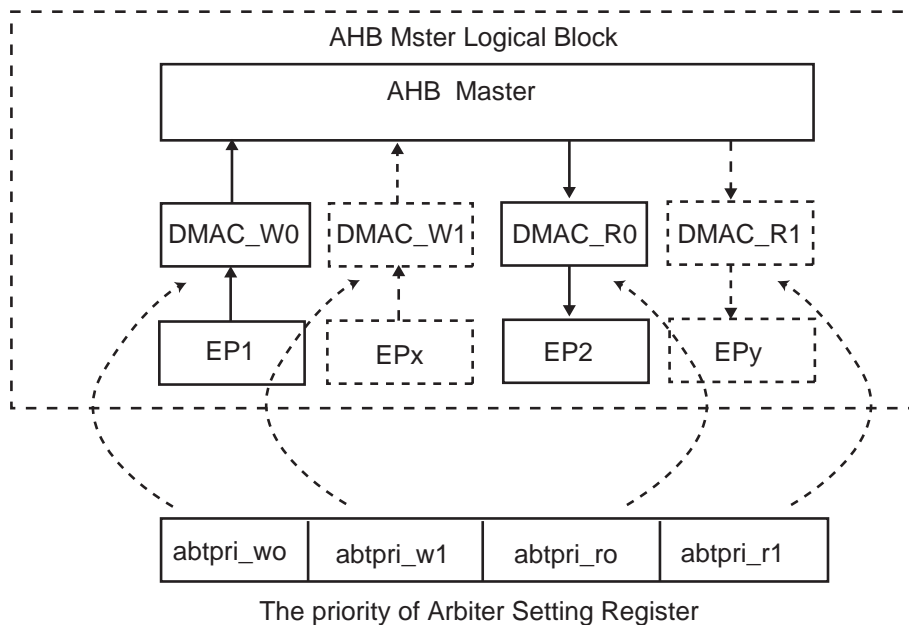 AHB Mster Logical Block
AHB Master
DMAC_W0 DMAC_W1 DMAC_R0 DMAC_R1
EP1 EPx EP2 EPy
abtpri_wo abtpri_w1 abtpri_ro abtpri_r1
The priority of Arbiter Setting Register